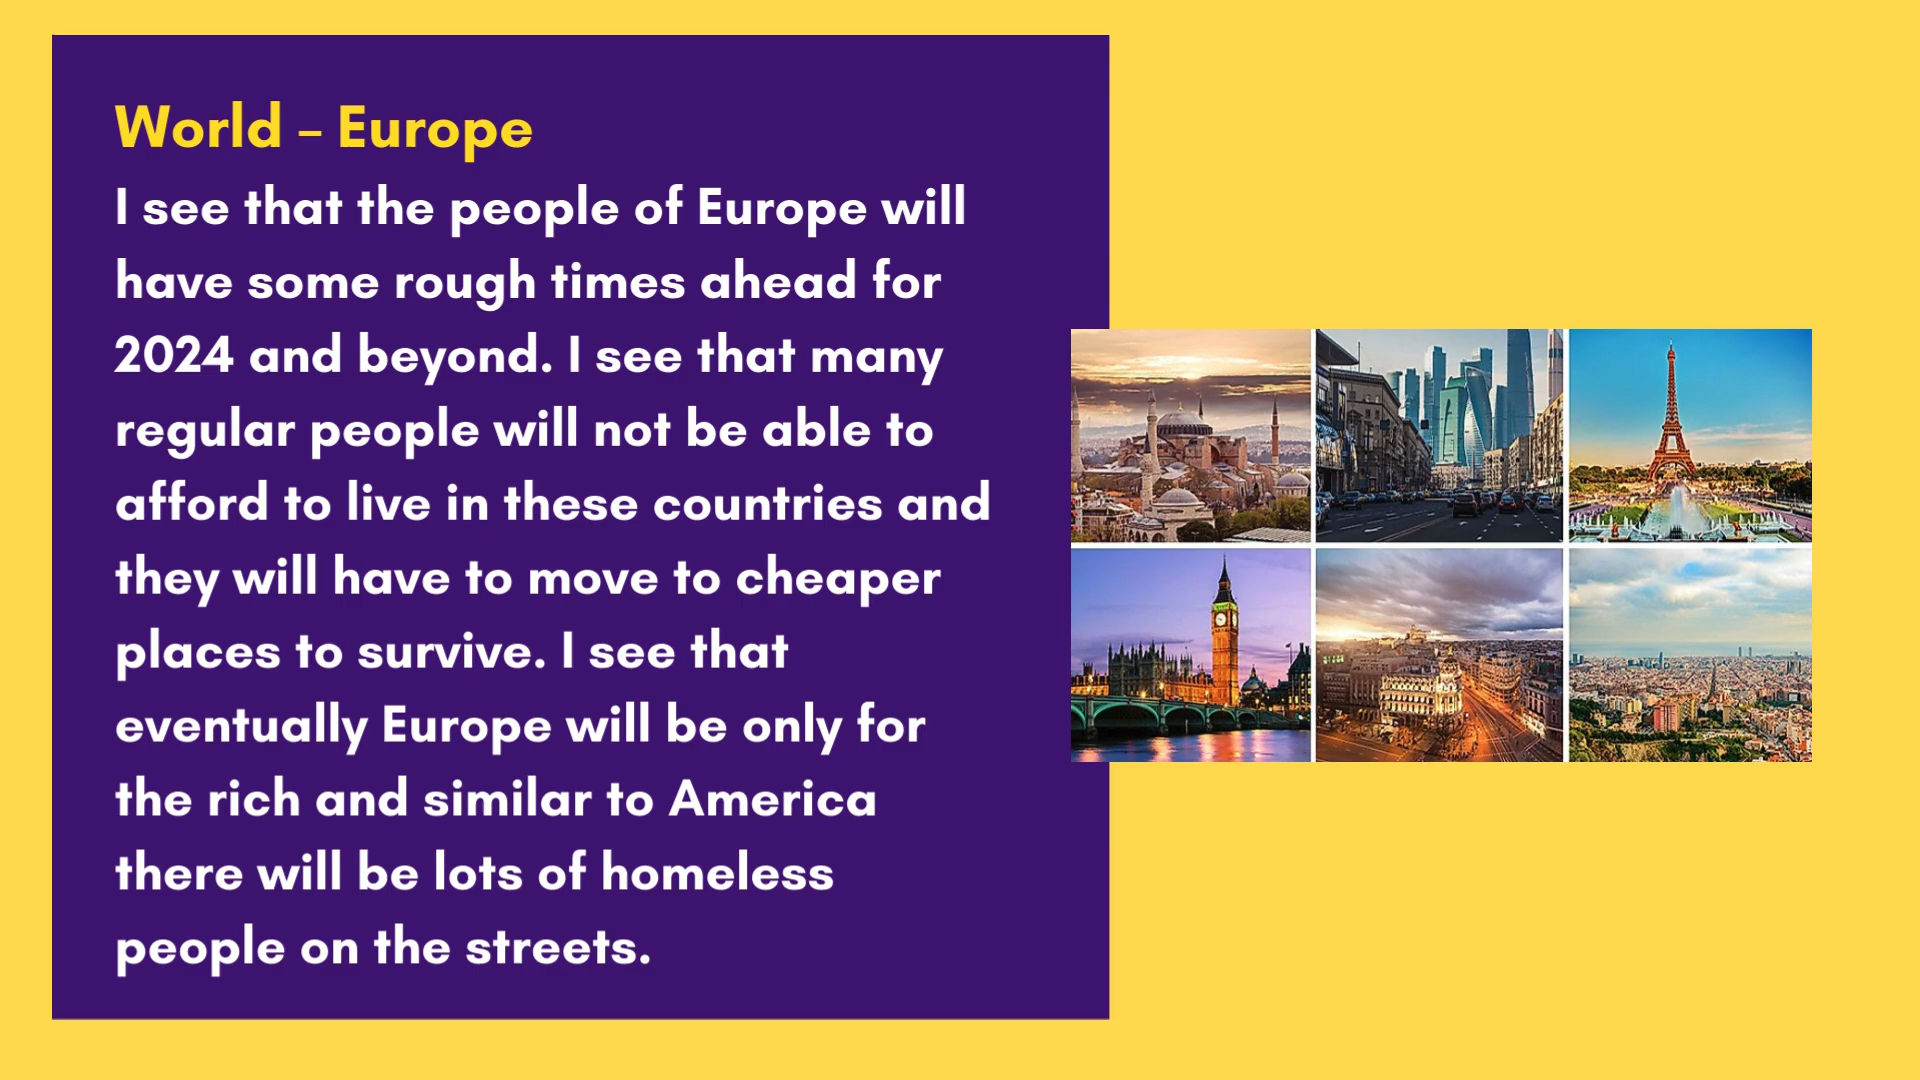 World – Europe
I see that the people of Europe will
have some rough times ahead for
2024 and beyond. I see that many
regular people will not be able to
afford to live in these countries and
they will have to move to cheaper
places to survive. I see that
eventually Europe will be only for
the rich and similar to America
there will be lots of homeless
people on the streets.